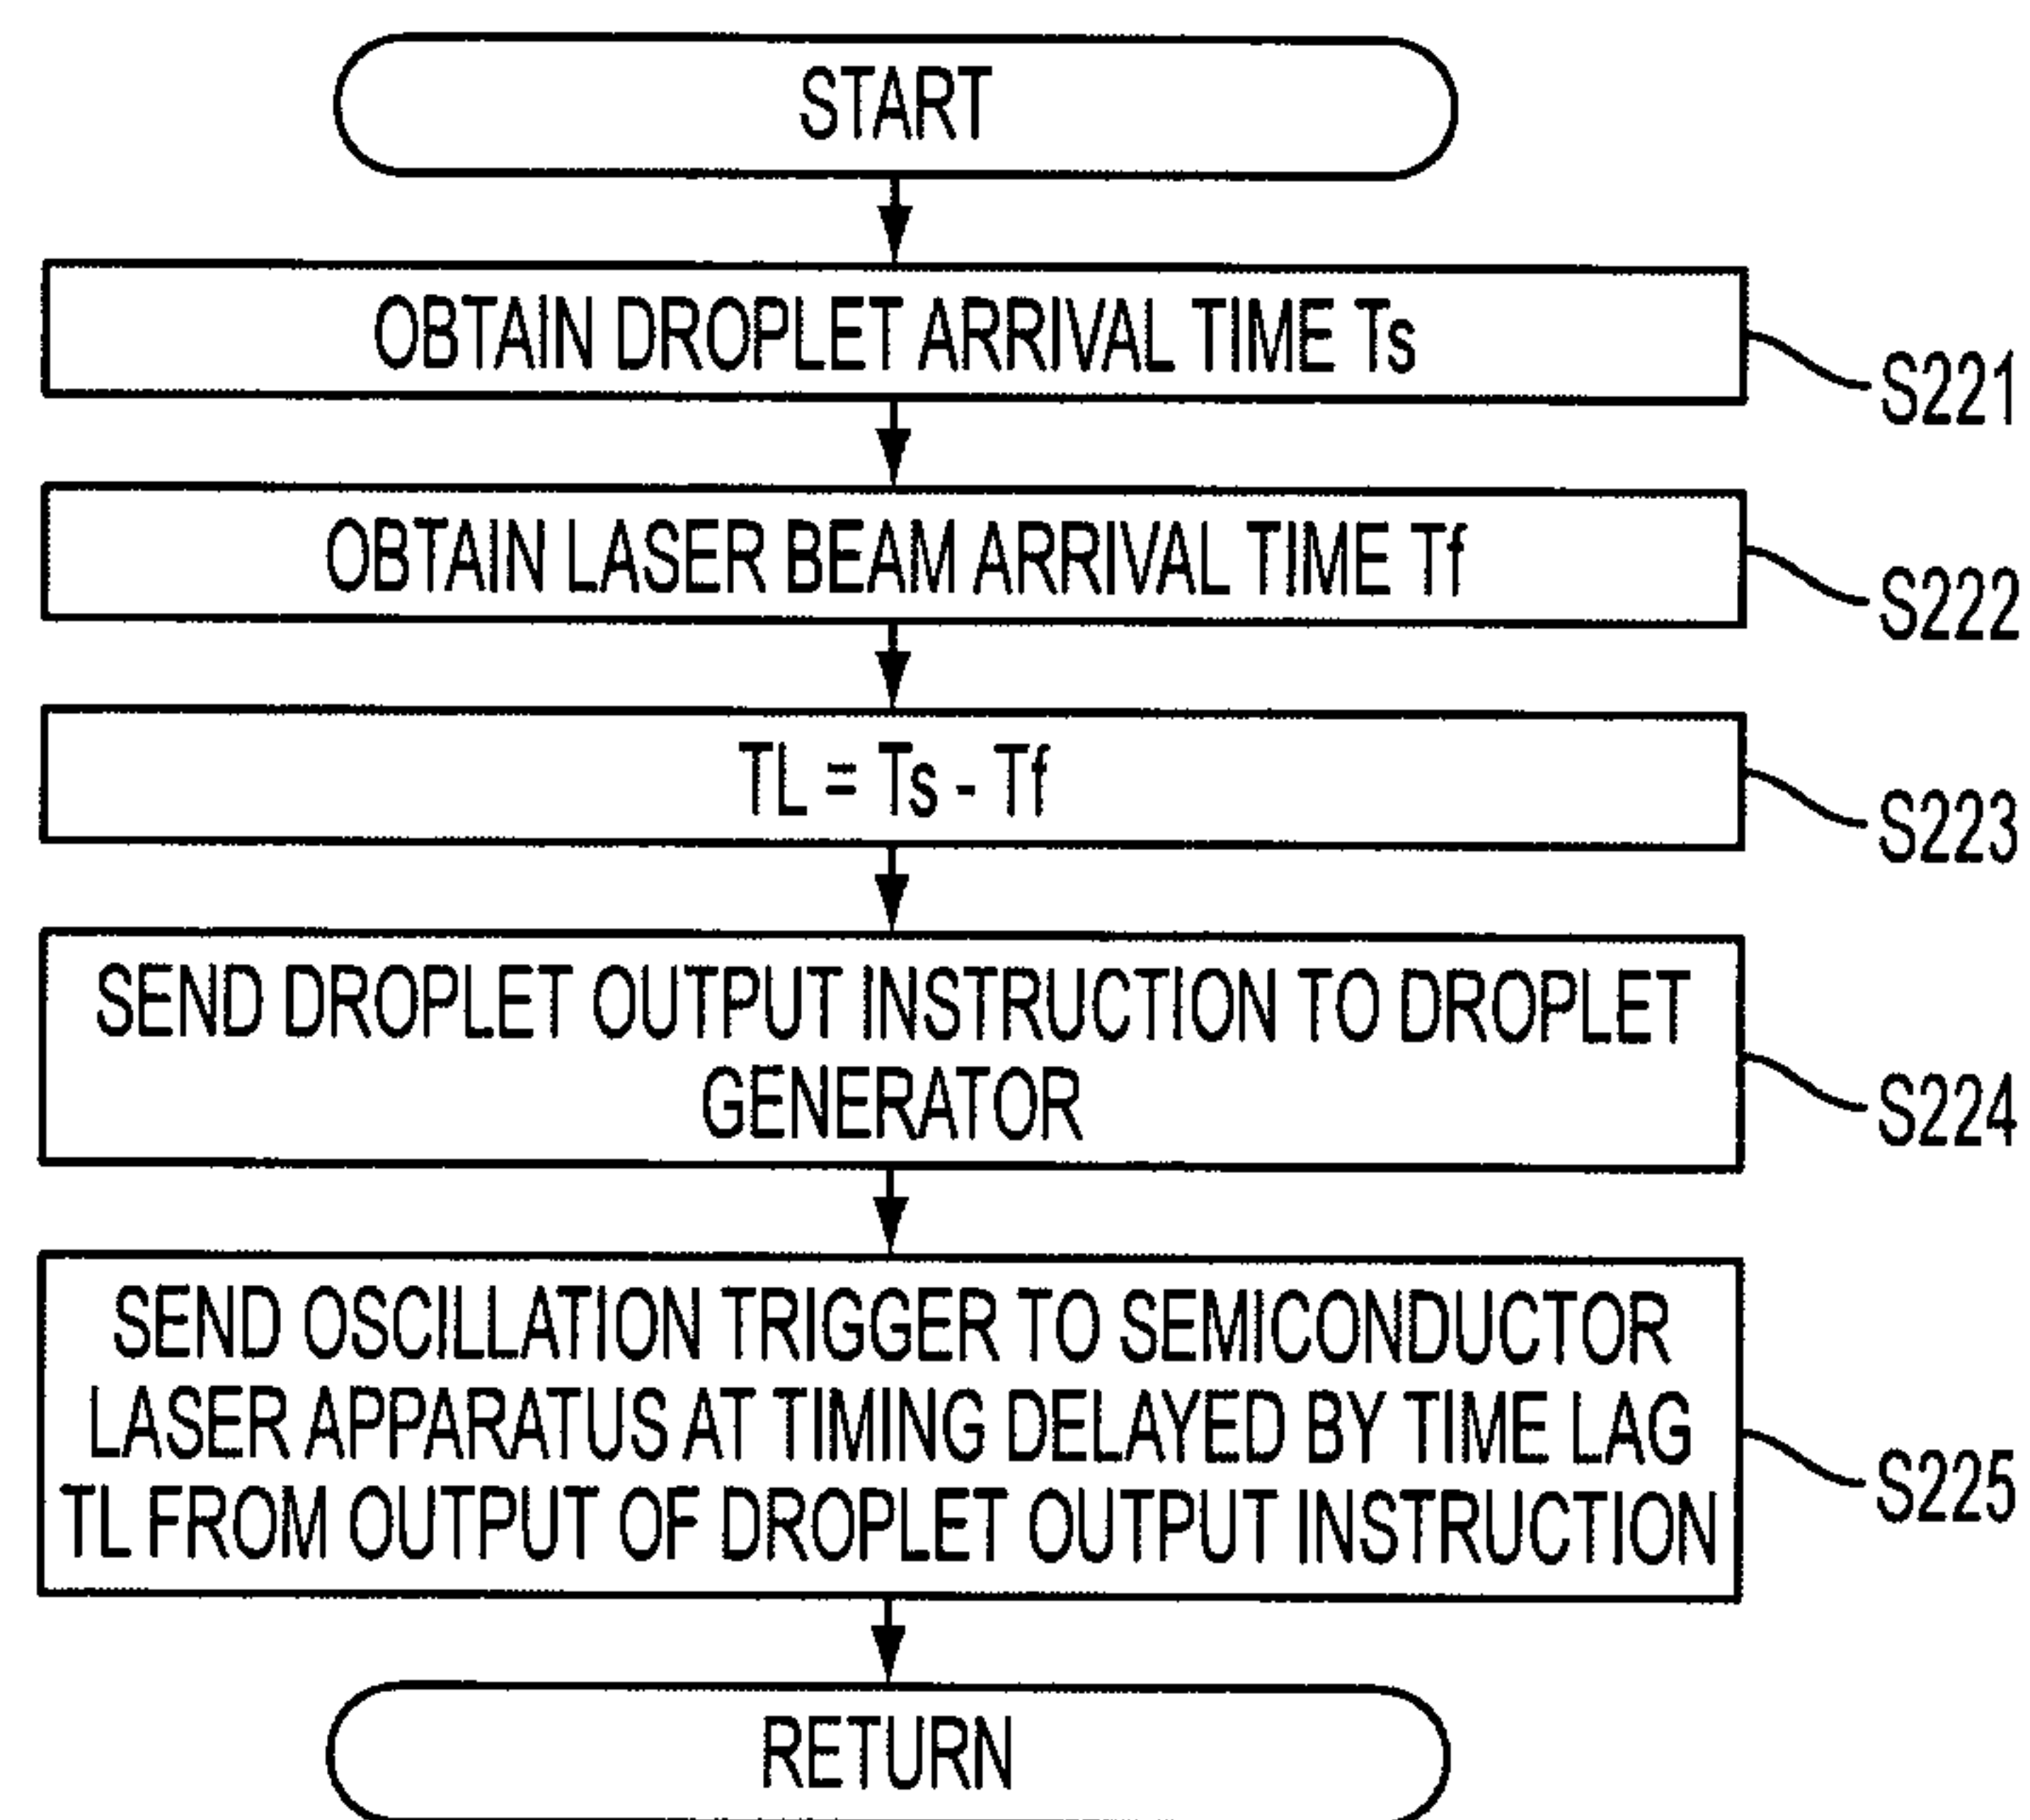 START
OBTAIN DROPLET ARRIVAL TIME Ts
S221
OBTAIN LASER BEAM ARRIVAL TIME Tf
S222
TL = Ts - Tf
S223
SEND DROPLET OUTPUT INSTRUCTION TO DROPLET
GENERATOR
S224
SEND OSCILLATION TRIGGER TO SEMICONDUCTOR
LASER APPARATUS AT TIMING DELAYED BY TIME LAG
TL FROM OUTPUT OF DROPLET OUTPUT INSTRUCTION
S225
RETURN